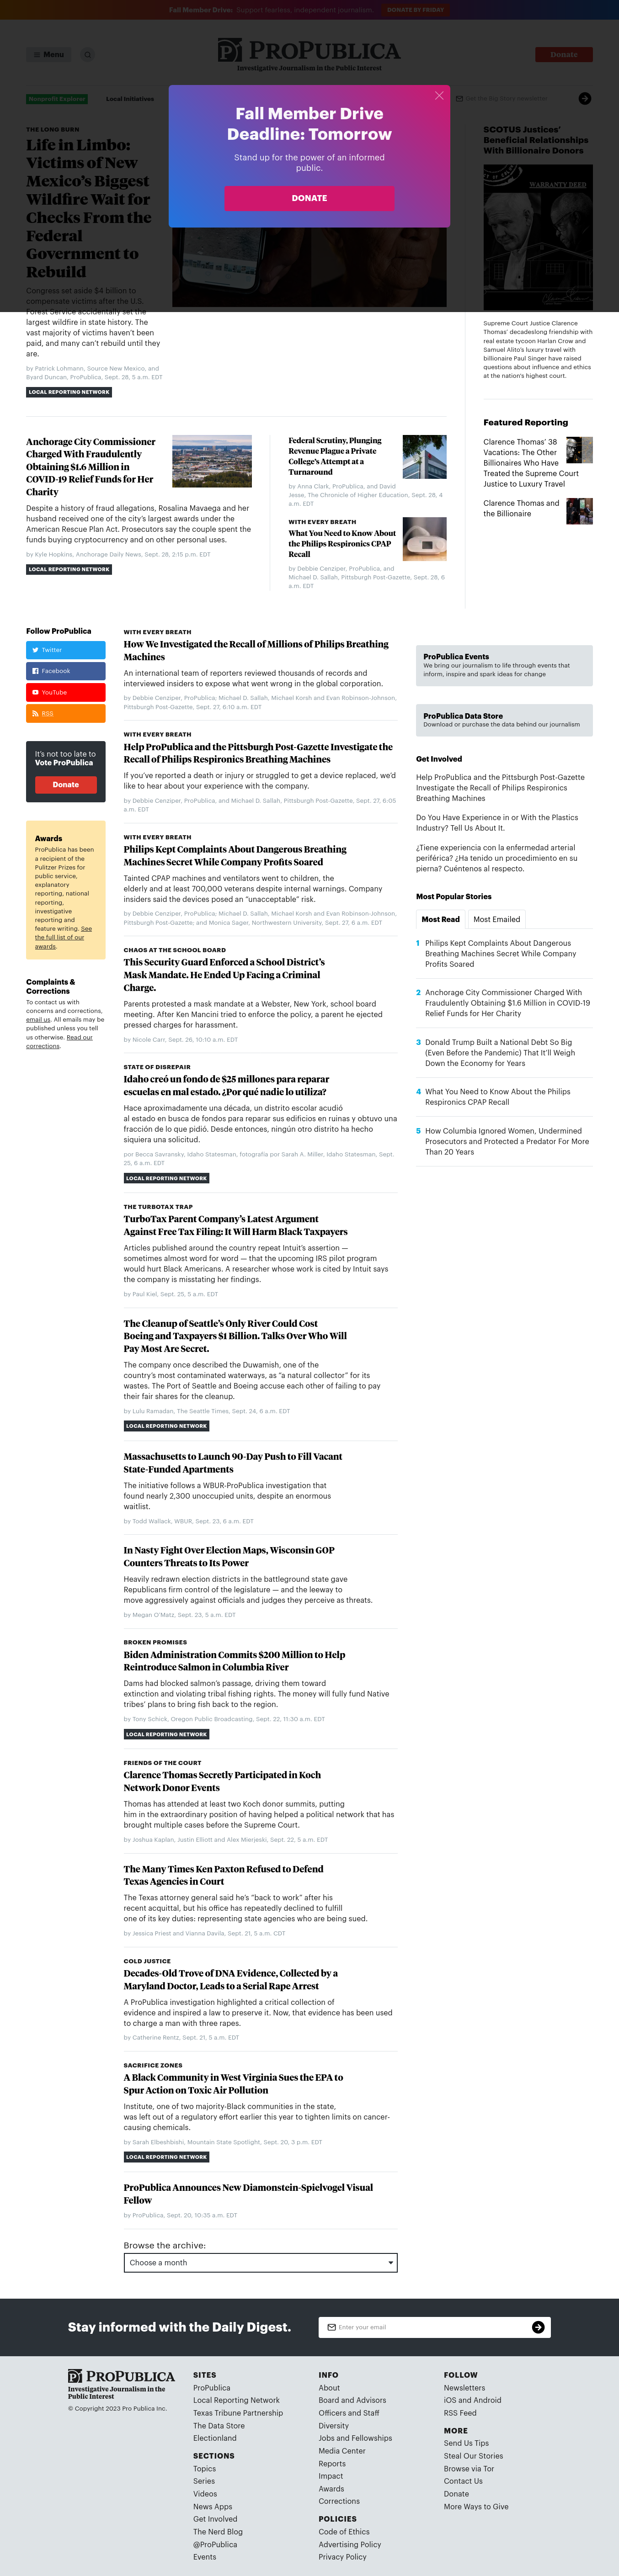 Fall Member Drive: Support fearless, independent journalism. DONATE BY FRIDAY
Menu
PROPUBLICA
Investigative Journalism in the Public Interest
Donate
Nonprofit Explorer
Local Initiatives
Get the Big Story newsletter
Fall Member Drive
Deadline: Tomorrow
Stand up for the power of an informed
public.
DONATE
THE LONG BURN
Life in Limbo:
Victims of New
Mexico's Biggest
Wildfire Wait for
Checks From the
Federal
Government to
Rebuild
Congress set aside $4 billion to
compensate victims after the U.S.
Forest Service accidentally set the
largest wildfire in state history. The
vast majority of victims haven't been
paid, and many can't rebuild until they
are.
by Patrick Lohmann, Source New Mexico, and
Byard Duncan, ProPublica, Sept. 28, 5 a.m. EDT
LOCAL REPORTING NETWORK
SCOTUS Justices'
Beneficial Relationships
With Billionaire Donors
WARRANTY DEED
Supreme Court Justice Clarence
Thomas' decadeslong friendship with
real estate tycoon Harlan Crow and
Samuel Alito's luxury travel with
billionaire Paul Singer have raised
questions about influence and ethics
at the nation's highest court.
Featured Reporting
Clarence Thomas' 38
Vacations: The Other
Billionaires Who Have
Treated the Supreme Court
Justice to Luxury Travel
Clarence Thomas and
the Billionaire
Anchorage City Commissioner
Charged With Fraudulently
Obtaining $1.6 Million in
COVID-19 Relief Funds for Her
Charity
Despite a history of fraud allegations, Rosalina Mavaega and her
husband received one of the city's largest awards under the
American Rescue Plan Act. Prosecutors say the couple spent the
funds buying cryptocurrency and on other personal uses.
by Kyle Hopkins, Anchorage Daily News, Sept. 28, 2:15 p.m. EDT
LOCAL REPORTING NETWORK
Federal Scrutiny, Plunging
Revenue Plague a Private
College's Attempt at a
Turnaround
by Anna Clark, ProPublica, and David
Jesse, The Chronicle of Higher Education, Sept. 28, 4
a.m. EDT
WITH EVERY BREATH
What You Need to Know About
the Philips Respironics CPAP
Recall
by Debbie Cenziper, ProPublica, and
Michael D. Sallah, Pittsburgh Post-Gazette, Sept. 28, 6
a.m. EDT
Follow ProPublica
Twitter
Facebook
YouTube
RSS
It's not too late to
Vote ProPublica
Donate
Awards
ProPublica has been
a recipient of the
Pulitzer Prizes for
public service,
explanatory
reporting, national
reporting,
investigative
reporting and
feature writing. See
the full list of our
awards.
Complaints &
Corrections
To contact us with
concerns and corrections,
email us. All emails may be
published unless you tell
us otherwise. Read our
corrections.
WITH EVERY BREATH
How We Investigated the Recall of Millions of Philips Breathing
Machines
An international team of reporters reviewed thousands of records and
interviewed insiders to expose what went wrong in the global corporation.
by Debbie Cenziper, ProPublica; Michael D. Sallah, Michael Korsh and Evan Robinson-Johnson,
Pittsburgh Post-Gazette, Sept. 27, 6:10 a.m. EDT
WITH EVERY BREATH
Help ProPublica and the Pittsburgh Post-Gazette Investigate the
Recall of Philips Respironics Breathing Machines
If you've reported a death or injury or struggled to get a device replaced, we'd
like to hear about your experience with the company.
by Debbie Cenziper, ProPublica, and Michael D. Sallah, Pittsburgh Post-Gazette, Sept. 27, 6:05
a.m. EDT
WITH EVERY BREATH
Philips Kept Complaints About Dangerous Breathing
Machines Secret While Company Profits Soared
Tainted CPAP machines and ventilators went to children, the
elderly and at least 700,000 veterans despite internal warnings. Company
insiders said the devices posed an "unacceptable" risk.
by Debbie Cenziper, ProPublica; Michael D. Sallah, Michael Korsh and Evan Robinson-Johnson,
Pittsburgh Post-Gazette; and Monica Sager, Northwestern University, Sept. 27, 6 a.m. EDT
CHAOS AT THE SCHOOL BOARD
This Security Guard Enforced a School District's
Mask Mandate. He Ended Up Facing a Criminal
Charge.
Parents protested a mask mandate at a Webster, New York, school board
meeting. After Ken Mancini tried to enforce the policy, a parent he ejected
pressed charges for harassment.
by Nicole Carr, Sept. 26, 10:10 a.m. EDT
STATE OF DISREPAIR
Idaho creó un fondo de $25 millones para reparar
escuelas en mal estado. ¿Por qué nadie lo utiliza?
Hace aproximadamente una década, un distrito escolar acudió
al estado en busca de fondos para reparar sus edificios en ruinas y obtuvo una
fracción de lo que pidió. Desde entonces, ningún otro distrito ha hecho
siquiera una solicitud.
por Becca Savransky, Idaho Statesman, fotografía por Sarah A. Miller, Idaho Statesman, Sept.
25, 6 a.m. EDT
LOCAL REPORTING NETWORK
THE TURBOTAX TRAP
TurboTax Parent Company's Latest Argument
Against Free Tax Filing: It Will Harm Black Taxpayers
Articles published around the country repeat Intuit's assertion —
sometimes almost word for word — that the upcoming IRS pilot program
would hurt Black Americans. A researcher whose work is cited by Intuit says
the company is misstating her findings.
by Paul Kiel, Sept. 25, 5 a.m. EDT
The Cleanup of Seattle's Only River Could Cost
Boeing and Taxpayers $1 Billion. Talks Over Who Will
Pay Most Are Secret.
The company once described the Duwamish, one of the
country's most contaminated waterways, as "a natural collector" for its
wastes. The Port of Seattle and Boeing accuse each other of failing to pay
their fair shares for the cleanup.
by Lulu Ramadan, The Seattle Times, Sept. 24, 6 a.m. EDT
LOCAL REPORTING NETWORK
Massachusetts to Launch 90-Day Push to Fill Vacant
State-Funded Apartments
The initiative follows a WBUR-ProPublica investigation that
found nearly 2,300 unoccupied units, despite an enormous
waitlist.
by Todd Wallack, WBUR, Sept. 23, 6 a.m. EDT
In Nasty Fight Over Election Maps, Wisconsin GOP
Counters Threats to Its Power
Heavily redrawn election districts in the battleground state gave
Republicans firm control of the legislature — and the leeway to
move aggressively against officials and judges they perceive as threats.
by Megan O'Matz, Sept. 23, 5 a.m. EDT
BROKEN PROMISES
Biden Administration Commits $200 Million to Help
Reintroduce Salmon in Columbia River
Dams had blocked salmon's passage, driving them toward
extinction and violating tribal fishing rights. The money will fully fund Native
tribes' plans to bring fish back to the region.
by Tony Schick, Oregon Public Broadcasting, Sept. 22, 11:30 a.m. EDT
LOCAL REPORTING NETWORK
FRIENDS OF THE COURT
Clarence Thomas Secretly Participated in Koch
Network Donor Events
Thomas has attended at least two Koch donor summits, putting
him in the extraordinary position of having helped a political network that has
brought multiple cases before the Supreme Court.
by Joshua Kaplan, Justin Elliott and Alex Mierjeski, Sept. 22, 5 a.m. EDT
The Many Times Ken Paxton Refused to Defend
Texas Agencies in Court
The Texas attorney general said he's "back to work" after his
recent acquittal, but his office has repeatedly declined to fulfill
one of its key duties: representing state agencies who are being sued.
by Jessica Priest and Vianna Davila, Sept. 21, 5 a.m. CDT
COLD JUSTICE
Decades-Old Trove of DNA Evidence, Collected by a
Maryland Doctor, Leads to a Serial Rape Arrest
A ProPublica investigation highlighted a critical collection of
evidence and inspired a law to preserve it. Now, that evidence has been used
to charge a man with three rapes.
by Catherine Rentz, Sept. 21, 5 a.m. EDT
SACRIFICE ZONES
A Black Community in West Virginia Sues the EPA to
Spur Action on Toxic Air Pollution
Institute, one of two majority-Black communities in the state,
was left out of a regulatory effort earlier this year to tighten limits on cancer-
causing chemicals.
by Sarah Elbeshbishi, Mountain State Spotlight, Sept. 20, 3 p.m. EDT
LOCAL REPORTING NETWORK
ProPublica Announces New Diamonstein-Spielvogel Visual
Fellow
by ProPublica, Sept. 20, 10:35 a.m. EDT
Browse the archive:
Choose a month
ProPublica Events
We bring our journalism to life through events that
inform, inspire and spark ideas for change
ProPublica Data Store
Download or purchase the data behind our journalism
Get Involved
Help ProPublica and the Pittsburgh Post-Gazette
Investigate the Recall of Philips Respironics
Breathing Machines
Do You Have Experience in or With the Plastics
Industry? Tell Us About It.
¿Tiene experiencia con la enfermedad arterial
periférica? ¿Ha tenido un procedimiento en su
pierna? Cuéntenos al respecto.
Most Popular Stories
Most Read
Most Emailed
1 Philips Kept Complaints About Dangerous
Breathing Machines Secret While Company
Profits Soared
2 Anchorage City Commissioner Charged With
Fraudulently Obtaining $1.6 Million in COVID-19
Relief Funds for Her Charity
3 Donald Trump Built a National Debt So Big
(Even Before the Pandemic) That It'll Weigh
Down the Economy for Years
4 What You Need to Know About the Philips
Respironics CPAP Recall
5 How Columbia Ignored Women, Undermined
Prosecutors and Protected a Predator For More
Than 20 Years
Stay informed with the Daily Digest.
Enter your email
PROPUBLICA
Investigative Journalism in the
Public Interest
© Copyright 2023 Pro Publica Inc.
SITES
ProPublica
Local Reporting Network
Texas Tribune Partnership
The Data Store
Electionland
SECTIONS
Topics
Series
Videos
News Apps
Get Involved
The Nerd Blog
@ProPublica
Events
INFO
About
Board and Advisors
Officers and Staff
Diversity
Jobs and Fellowships
Media Center
Reports
Impact
Awards
Corrections
POLICIES
Code of Ethics
Advertising Policy
Privacy Policy
FOLLOW
Newsletters
iOS and Android
RSS Feed
MORE
Send Us Tips
Steal Our Stories
Browse via Tor
Contact Us
Donate
More Ways to Give